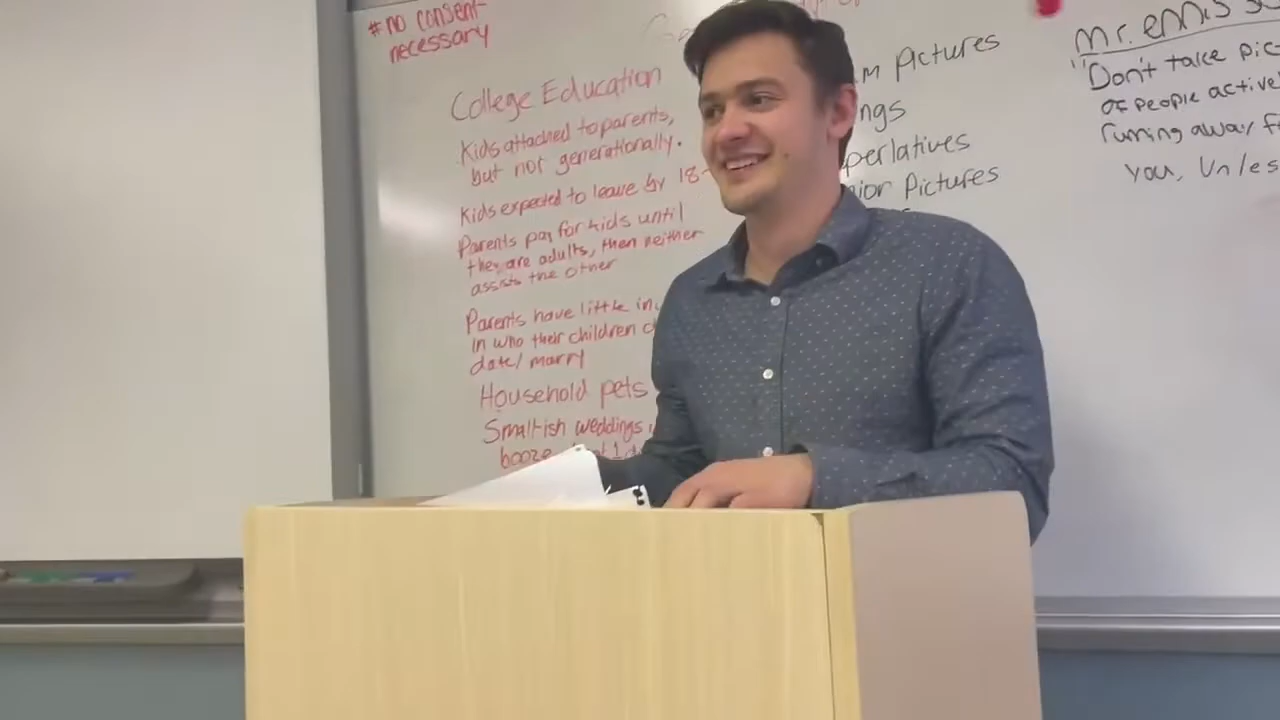 #no consent
necessary
College Education
Kids attached to parents,
but not generationally.
Kids expected to leave by 18-
Parents pay for kids until
they are adults, then neither
assists the other
Parents have little in
in who their children
date/marry
Household pets
Small-ish weddings
booze
Pictures
ngs
perlatives
ior Pictures
Mr. ennis
"Don't take pic
of people active
running away f
you, Unles